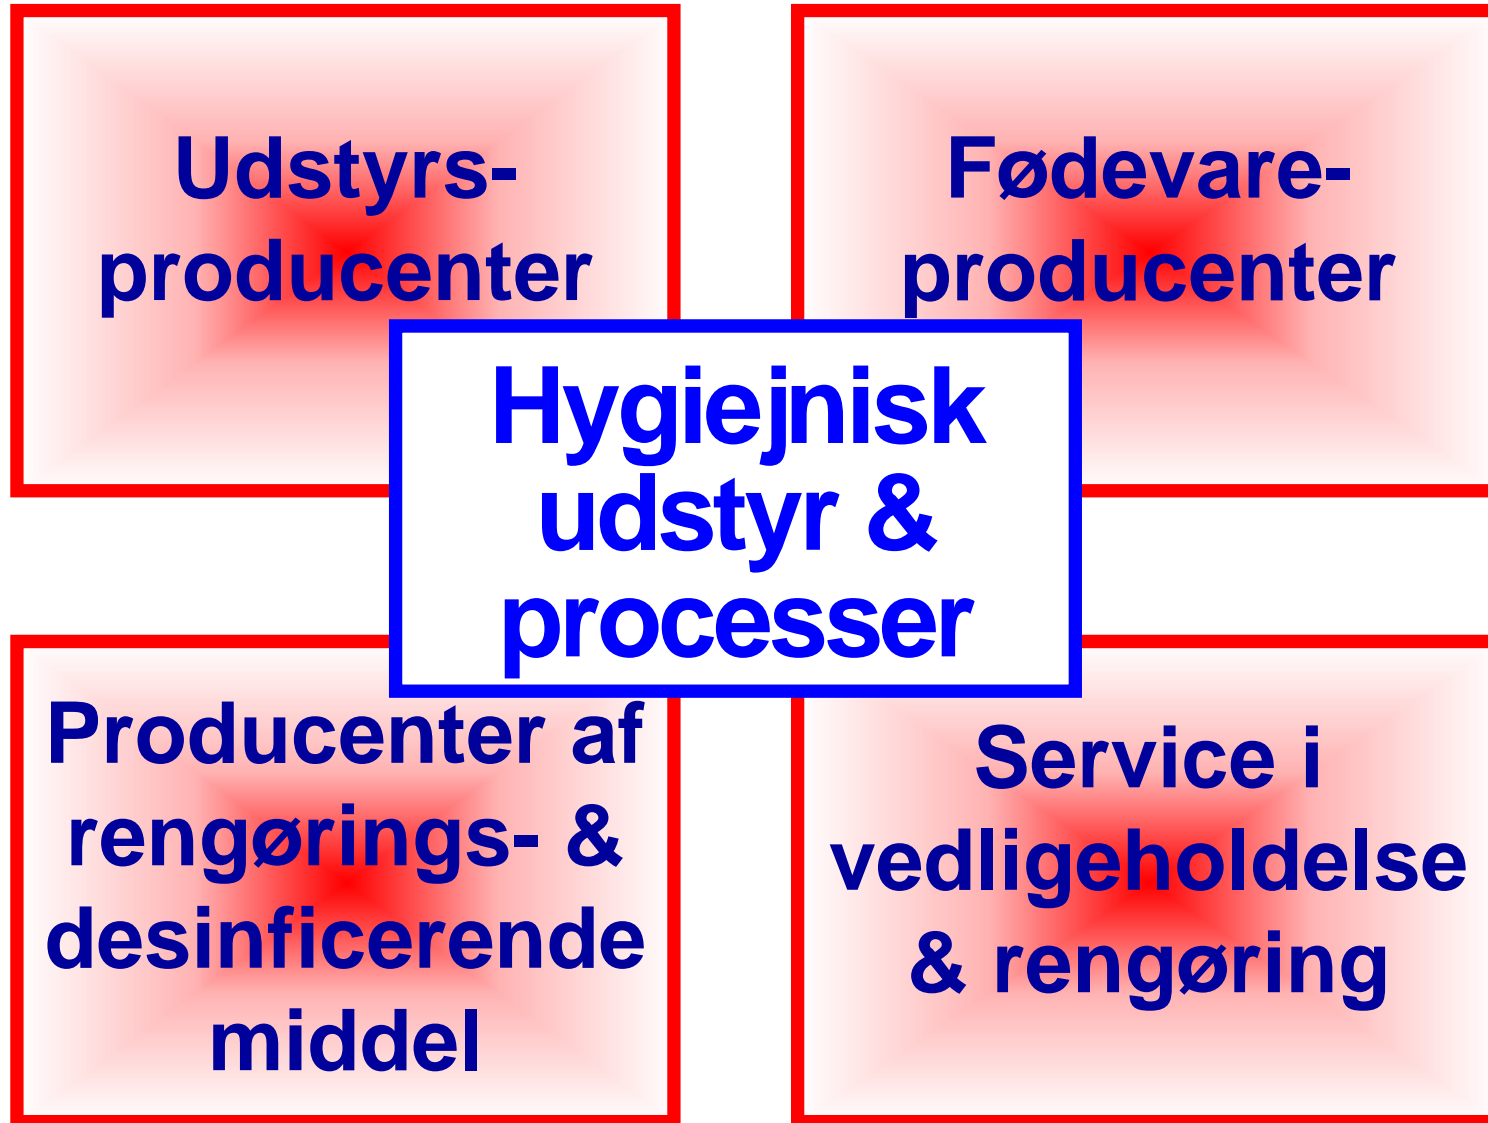 Udstyrs-
producenter
Fødevare-
producenter
Hygiejnisk
udstyr &
processer
Producenter af
rengørings- &
desinficerende
middel
Service i
vedligeholdelse
& rengøring